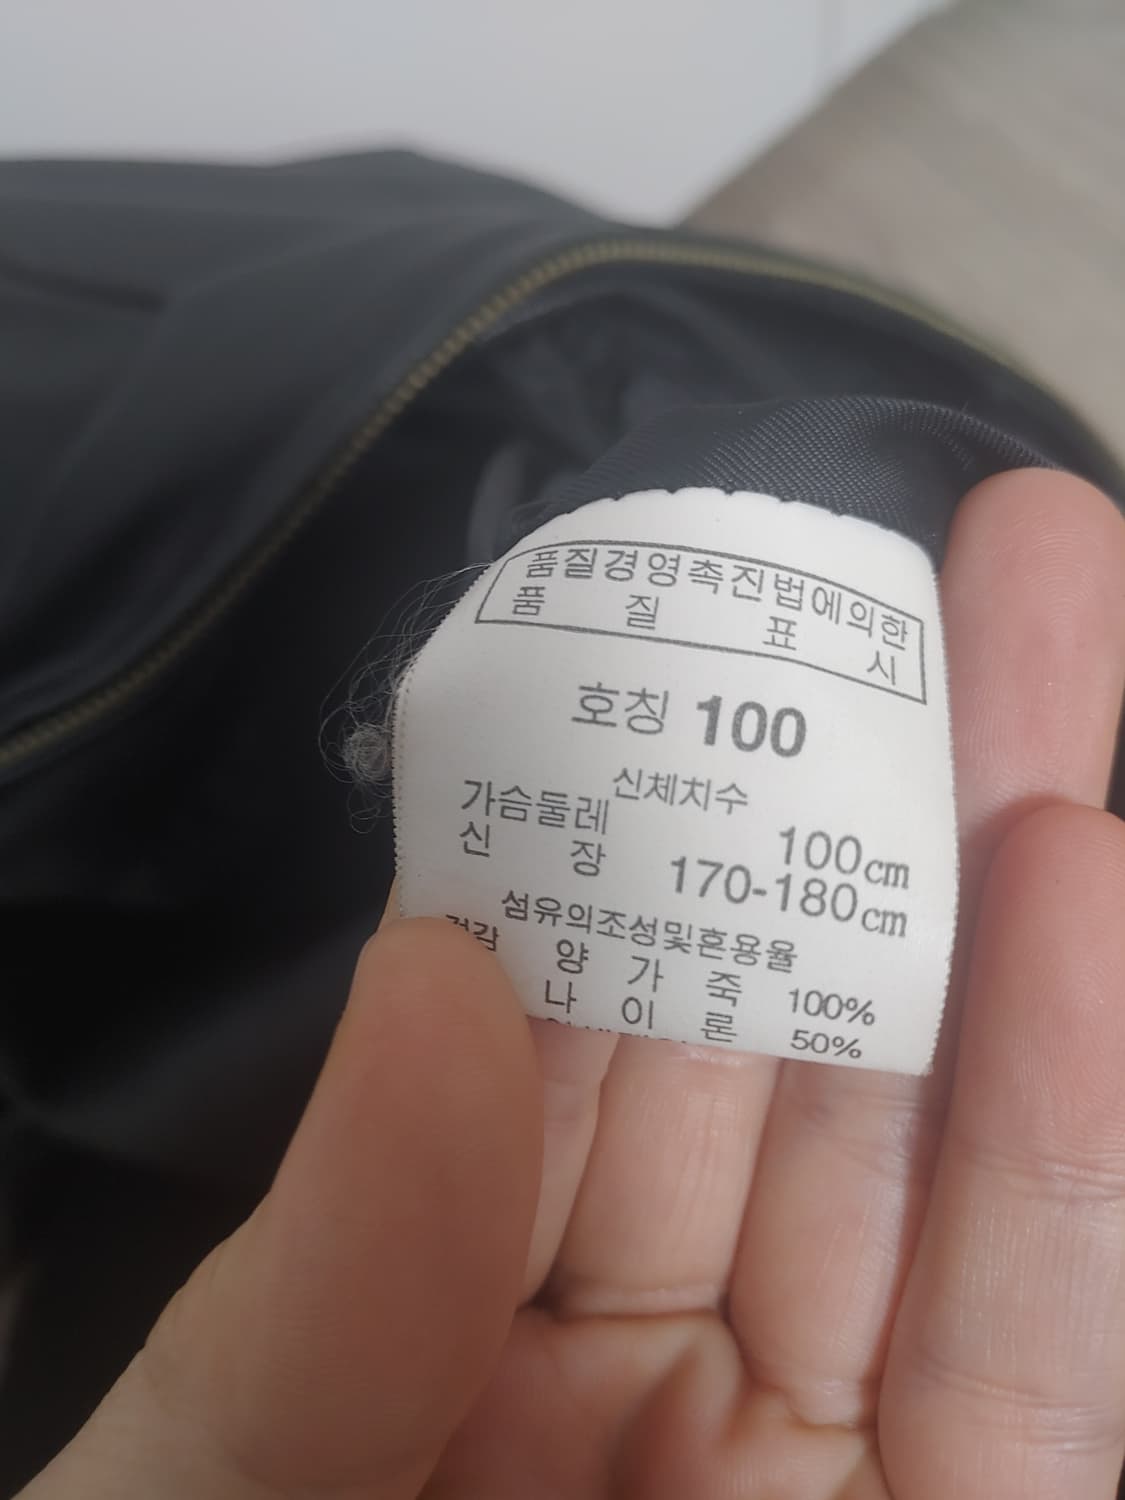 품질경영촉진법에의한
품 질 표 시
호칭 100
신체치수
가슴둘레 100cm
신 장 170-180cm
섬유의조성및혼용율
겉감 양 가 죽 100%
나 이 론 50%